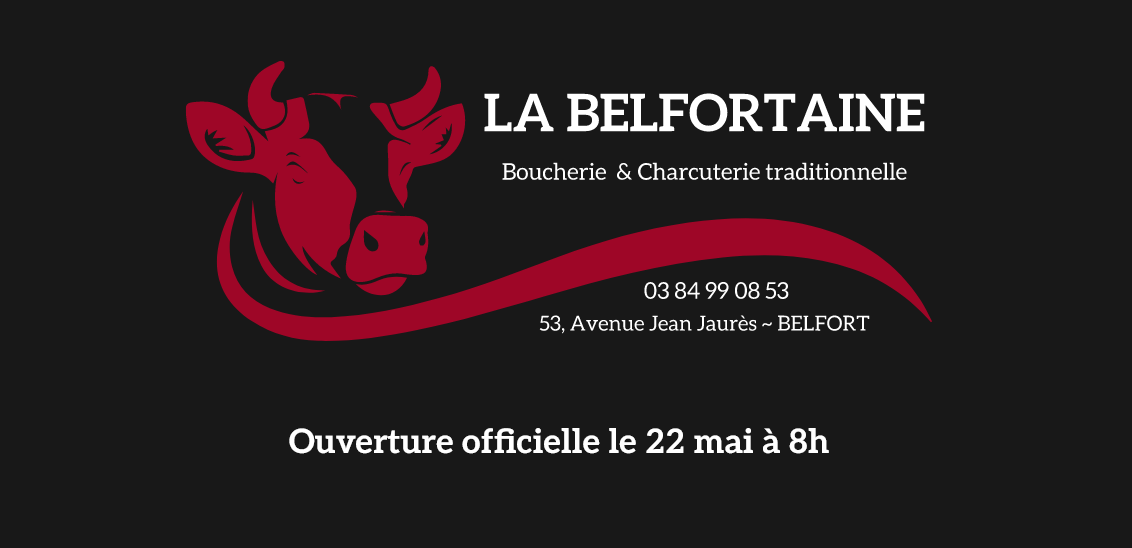 LA BELFORTAINE
Boucherie & Charcuterie traditionnelle
03 84 99 08 53
53, Avenue Jean Jaurès ~ BELFORT
Ouverture officielle le 22 mai à 8h